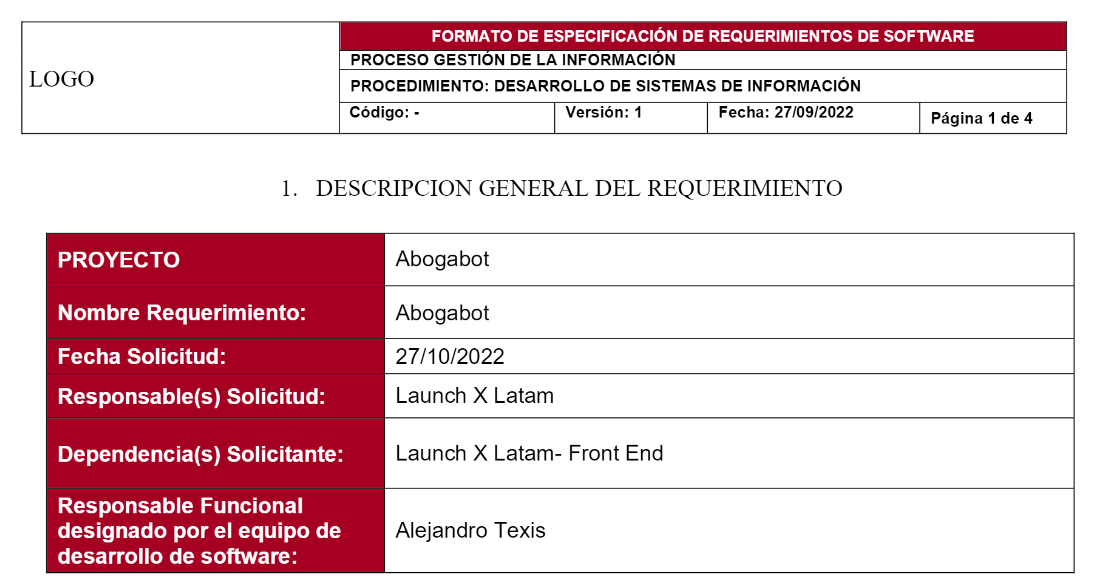 LOGO
FORMATO DE ESPECIFICACIÓN DE REQUERIMIENTOS DE SOFTWARE
PROCESO GESTIÓN DE LA INFORMACIÓN
PROCEDIMIENTO: DESARROLLO DE SISTEMAS DE INFORMACIÓN
Código: - Versión: 1 Fecha: 27/09/2022 Página 1 de 4
1. DESCRIPCION GENERAL DEL REQUERIMIENTO
PROYECTO Abogabot
Nombre Requerimiento: Abogabot
Fecha Solicitud: 27/10/2022
Responsable(s) Solicitud: Launch X Latam
Dependencia(s) Solicitante: Launch X Latam- Front End
Responsable Funcional
designado por el equipo de
desarrollo de software:
Alejandro Texis